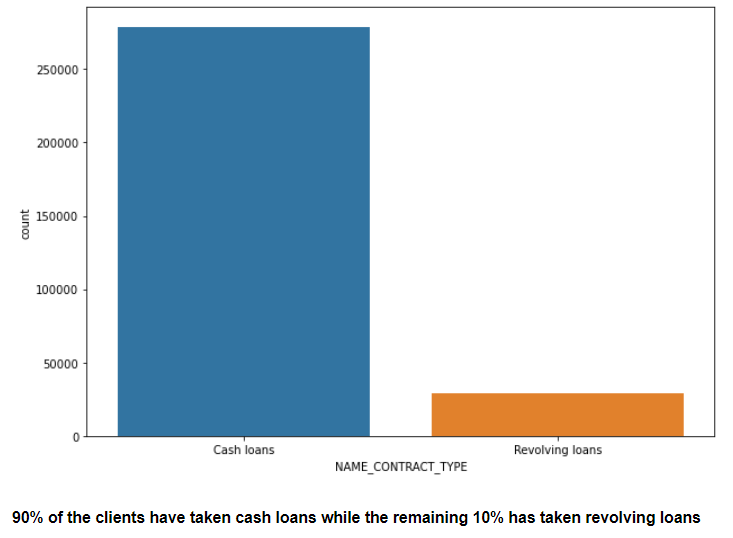 250000
200000
150000
100000
50000
0
count
Cash loans
Revolving loans
NAME_CONTRACT_TYPE
90% of the clients have taken cash loans while the remaining 10% has taken revolving loans